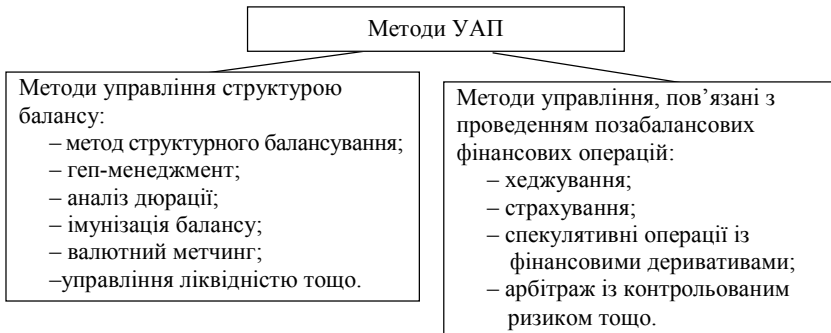 Методи УАП
Методи управління структурою
балансу:
– метод структурного балансування;
– геп-менеджмент;
– аналіз дюрації;
– імунізація балансу;
– валютний метчинг;
–управління ліквідністю тощо.
Методи управління, пов’язані з
проведенням позабалансових
фінансових операцій:
– хеджування;
– страхування;
– спекулятивні операції із
фінансовими деривативами;
– арбітраж із контрольованим
ризиком тощо.